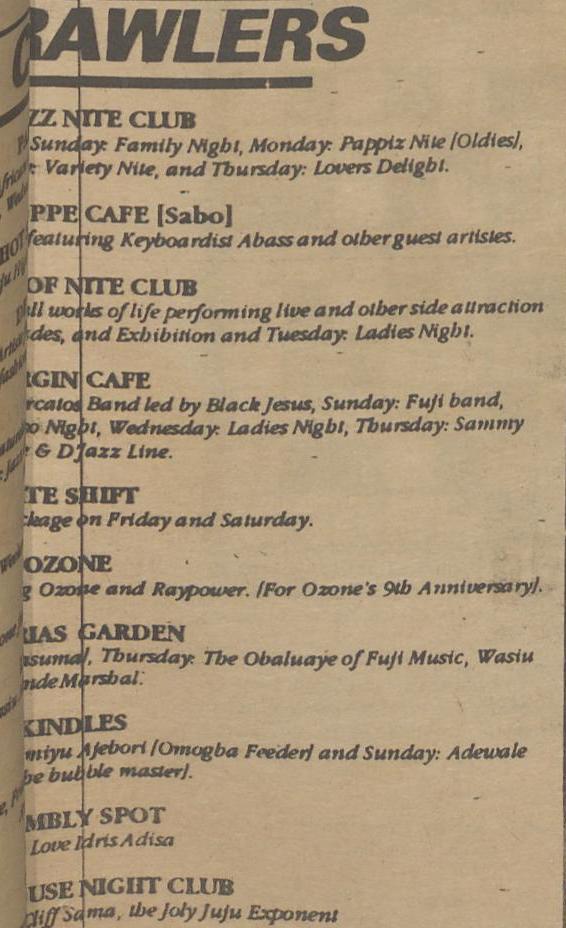 RAWLERS
ZZ NITE CLUB
Sunday: Family Night, Monday: Pappiz Nite [Oldies],
: Variety Nite, and Thursday: Lovers Delight.
PPE CAFE [Sabo]
featuring Keyboardist Abass and other guest artistes.
OF NITE CLUB
all works of life performing live and other side attraction
des, and Exhibition and Tuesday: Ladies Night.
RGIN CAFE
rcatos Band led by Black Jesus, Sunday: Fuji band,
o Night, Wednesday: Ladies Night, Thursday: Sammy
& D'Jazz Line.
TE SHIFT
ckage on Friday and Saturday.
OZONE
g Ozone and Raypower. [For Ozone's 9th Anniversary].
RIAS GARDEN
asuma], Thursday: The Obaluaye of Fuji Music, Wasiu
nde Marshal.
KINDLES
miyu Ajebori [Omogba Feeder] and Sunday: Adewale
be bubble master].
MBLY SPOT
Love Idris Adisa
USE NIGHT CLUB
Cliff Sama, the Joly Juju Exponent